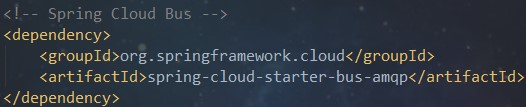 <!-- Spring Cloud Bus -->
<dependency>
    <groupId>org.springframework.cloud</groupId>
    <artifactId>spring-cloud-starter-bus-amqp</artifactId>
</dependency>